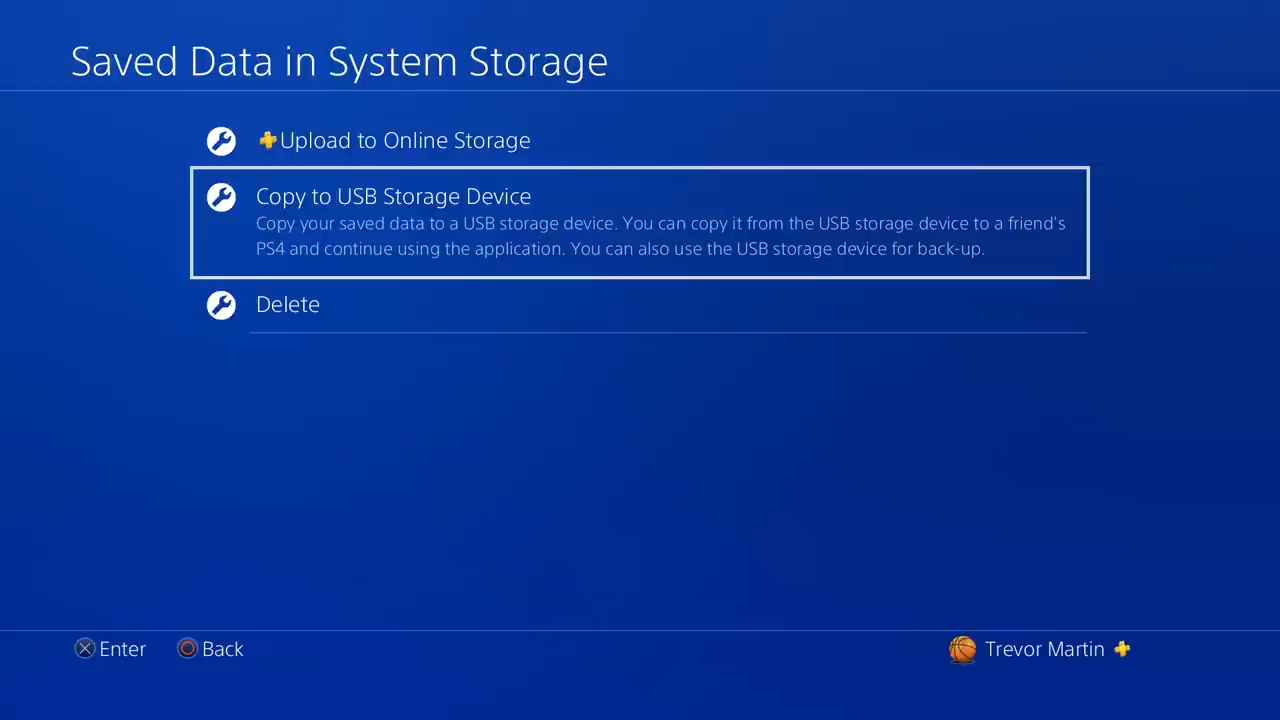 Saved Data in System Storage
Upload to Online Storage
Copy to USB Storage Device
Copy your saved data to a USB storage device. You can copy it from the USB storage device to a friend's
PS4 and continue using the application. You can also use the USB storage device for back-up.
Delete
Enter Back Trevor Martin